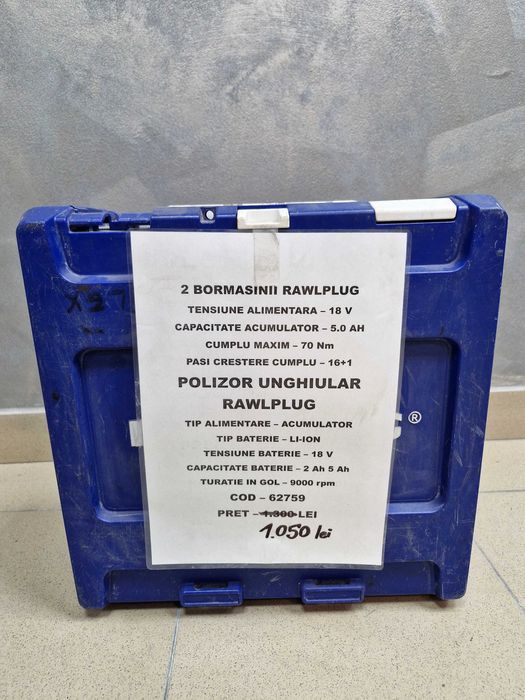 2 BORMASINII RAWLPLUG
TENSIUNE ALIMENTARA – 18 V
CAPACITATE ACUMULATOR – 5.0 AH
CUMPLU MAXIM – 70 Nm
PASI CRESTERE CUMPLU – 16+1
POLIZOR UNGHIULAR
RAWLPLUG
TIP ALIMENTARE – ACUMULATOR
TIP BATERIE – LI-ION
TENSIUNE BATERIE – 18 V
CAPACITATE BATERIE – 2 Ah 5 Ah
TURATIE IN GOL – 9000 rpm
COD – 62759
PRET – 1.300 LEI
1.050 lei
®